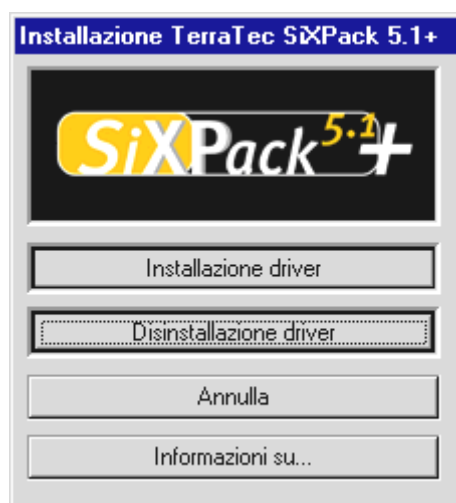 Installazione TerraTec SiXPack 5.1+
SiXPack 5.1+
Installazione driver
Disinstallazione driver
Annulla
Informazioni su...